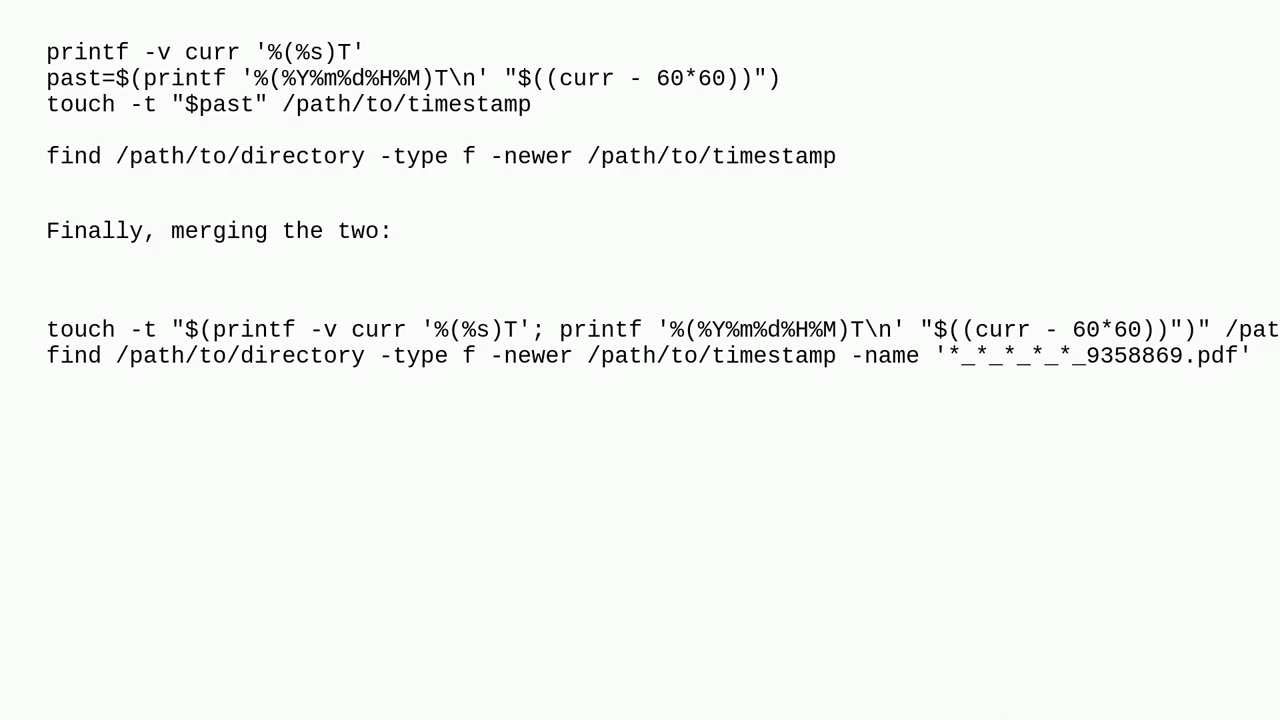 printf -v curr '%(%s)T'
past=$(printf '%(%Y%m%d%H%M)T\n' "$((curr - 60*60))")
touch -t "$past" /path/to/timestamp
find /path/to/directory -type f -newer /path/to/timestamp
Finally, merging the two:
touch -t "$(printf -v curr '%(%s)T'; printf '%(%Y%m%d%H%M)T\n' "$((curr - 60*60))")" /pat
find /path/to/directory -type f -newer /path/to/timestamp -name '*_*_*_*_*_9358869.pdf'